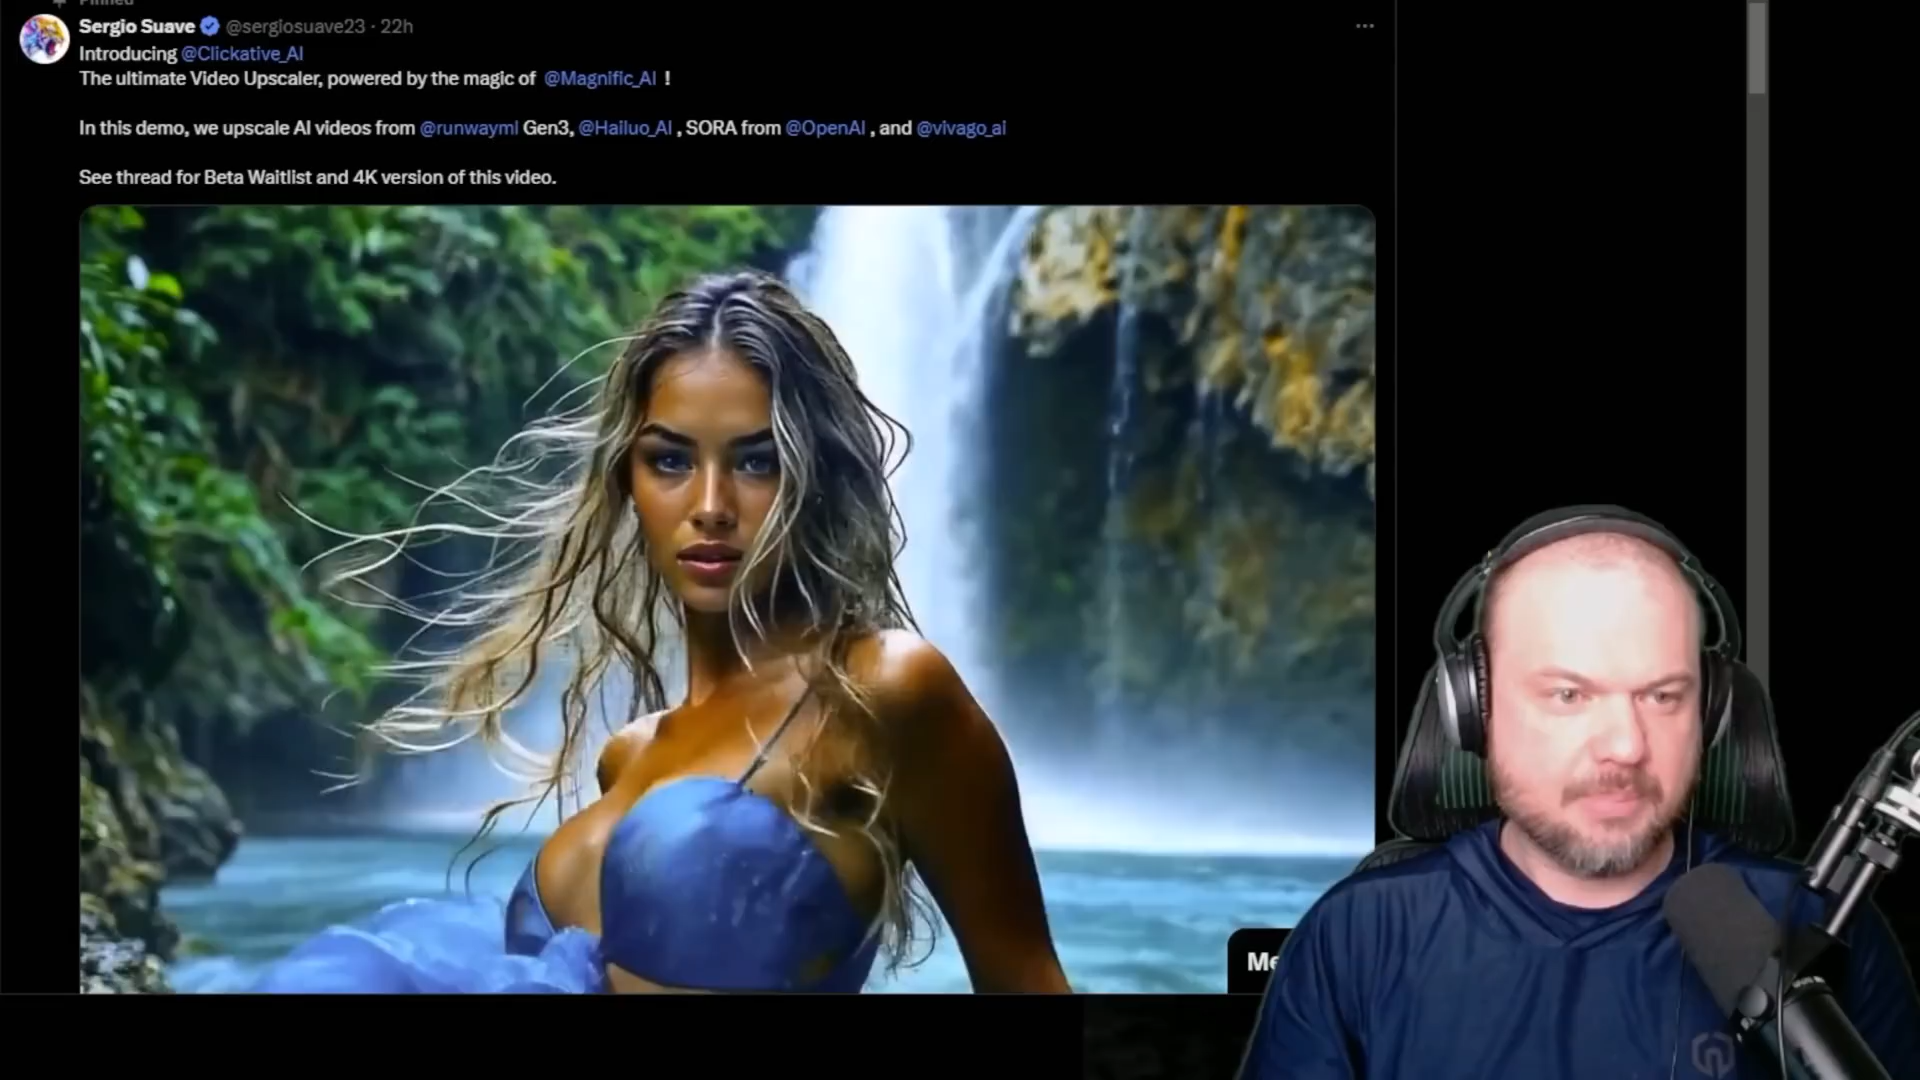 Pinned
Sergio Suave @sergiosuave23 · 22h
Introducing @Clickative_AI
The ultimate Video Upscaler, powered by the magic of @Magnific_AI !
In this demo, we upscale AI videos from @runwayml Gen3, @Hailuo_AI , SORA from @OpenAI , and @vivago_ai
See thread for Beta Waitlist and 4K version of this video.